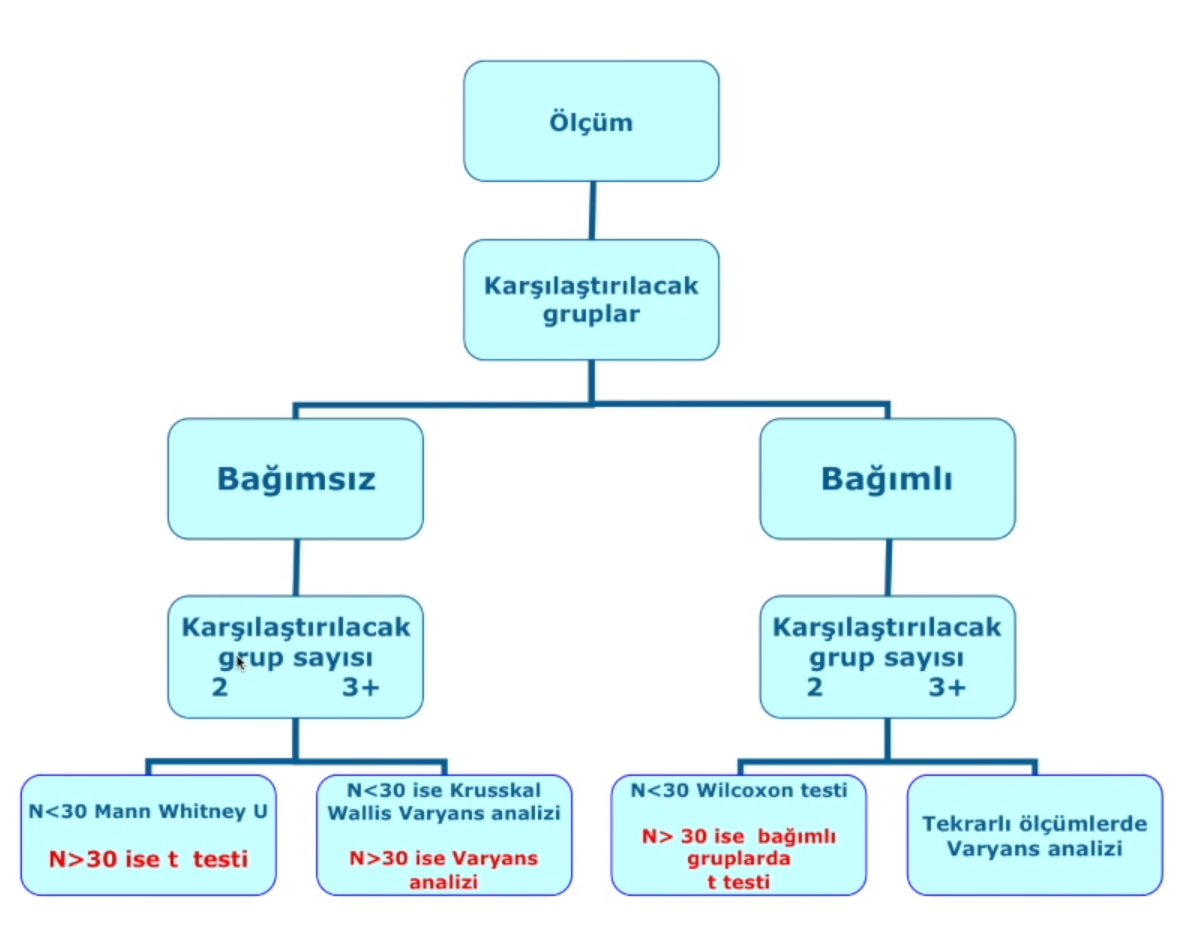 Ölçüm
Karşılaştırılacak
gruplar
Bağımsız
Bağımlı
Karşılaştırılacak
grup sayısı
2 3+
Karşılaştırılacak
grup sayısı
2 3+
N<30 Mann Whitney U
N>30 ise t testi
N<30 ise Krusskal
Wallis Varyans analizi
N>30 ise Varyans
analizi
N<30 Wilcoxon testi
N> 30 ise bağımlı
gruplarda
t testi
Tekrarlı ölçümlerde
Varyans analizi